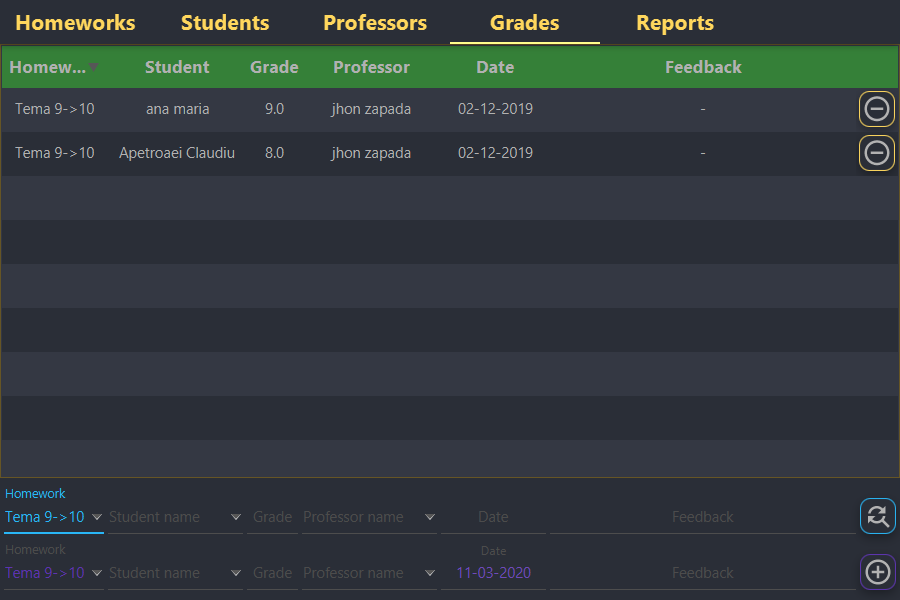 Homeworks Students Professors Grades Reports
Homew... Student Grade Professor Date Feedback
Tema 9->10 ana maria 9.0 jhon zapada 02-12-2019 -
Tema 9->10 Apetroaei Claudiu 8.0 jhon zapada 02-12-2019 -
Homework
Tema 9->10 Student name Grade Professor name Date Feedback
Homework Date
Tema 9->10 Student name Grade Professor name 11-03-2020 Feedback